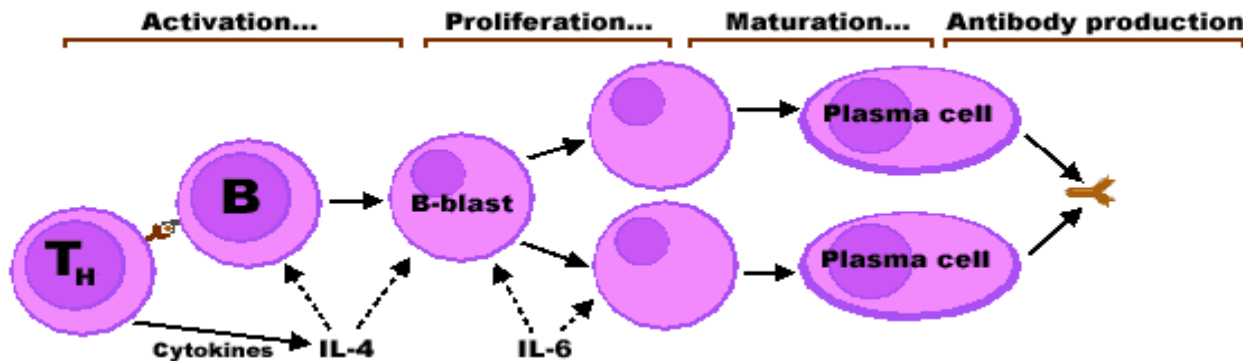 Activation...
Proliferation...
Maturation...
Antibody production
Plasma cell
B
B-blast
TH
Plasma cell
Cytokines
IL-4
IL-6